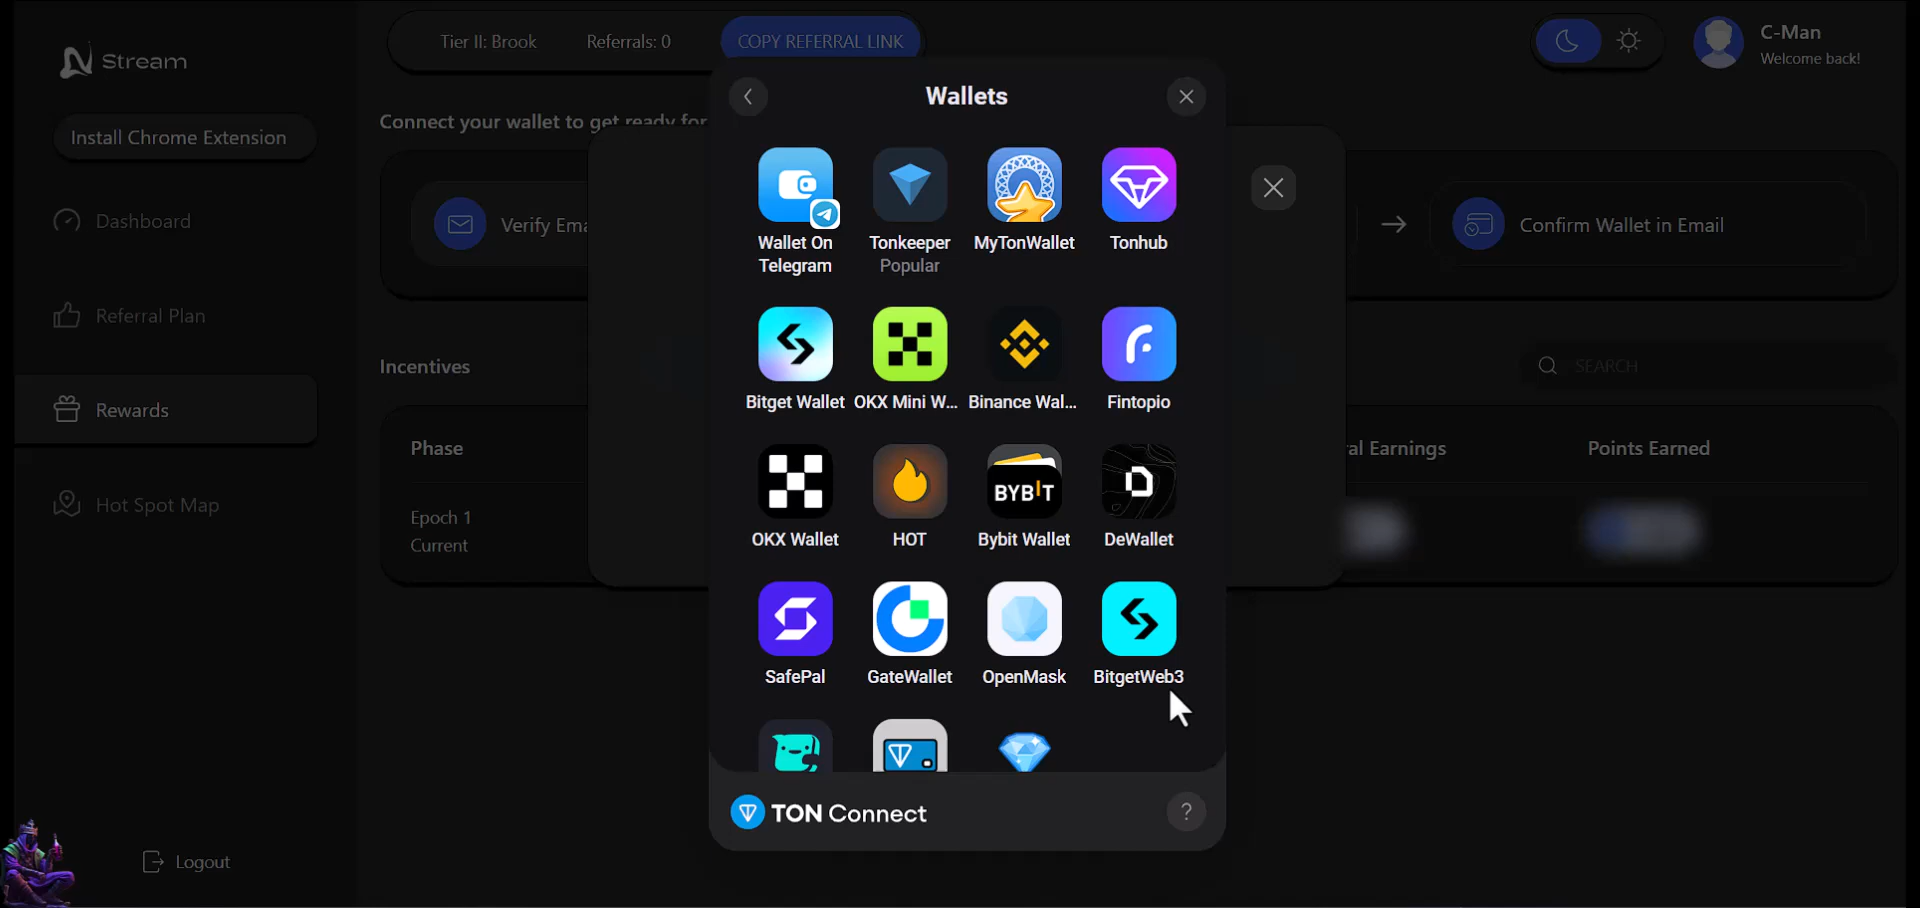 Stream
Install Chrome Extension
Dashboard
Referral Plan
Rewards
Hot Spot Map
Logout
Tier II: Brook
Referrals: 0
COPY REFERRAL LINK
C-Man
Welcome back!
Connect your wallet to get ready for
Verify Ema
Confirm Wallet in Email
Incentives
SEARCH
Phase
al Earnings
Points Earned
Epoch 1
Current
Wallets
Wallet On
Telegram
Tonkeeper
Popular
MyTonWallet
Tonhub
Bitget Wallet
OKX Mini W...
Binance Wal...
Fintopio
OKX Wallet
HOT
BYBIT
Bybit Wallet
DeWallet
SafePal
GateWallet
OpenMask
BitgetWeb3
TON Connect
?